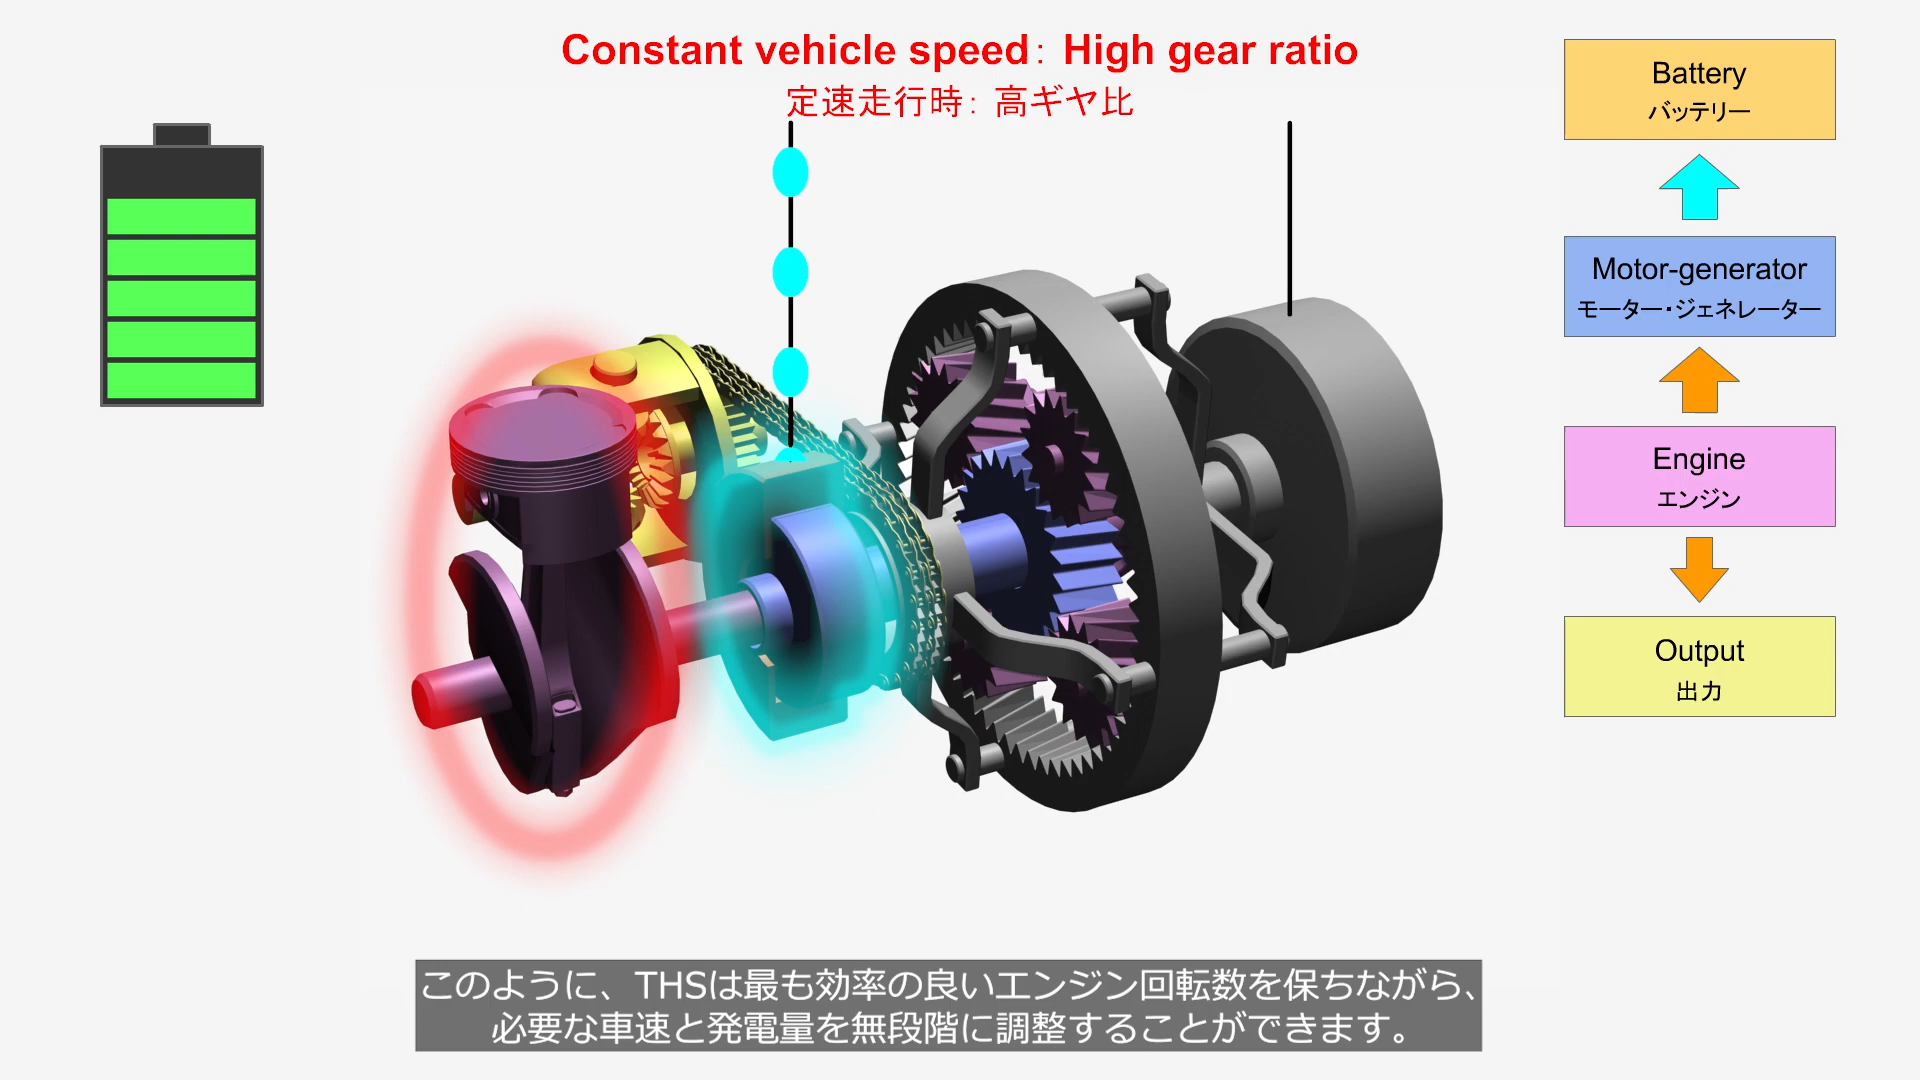 Constant vehicle speed： High gear ratio
定速走行時： 高ギヤ比
Battery
バッテリー
Motor-generator
モーター・ジェネレーター
Engine
エンジン
Output
出力
このように、THSは最も効率の良いエンジン回転数を保ちながら、
必要な車速と発電量を無段階に調整することができます。